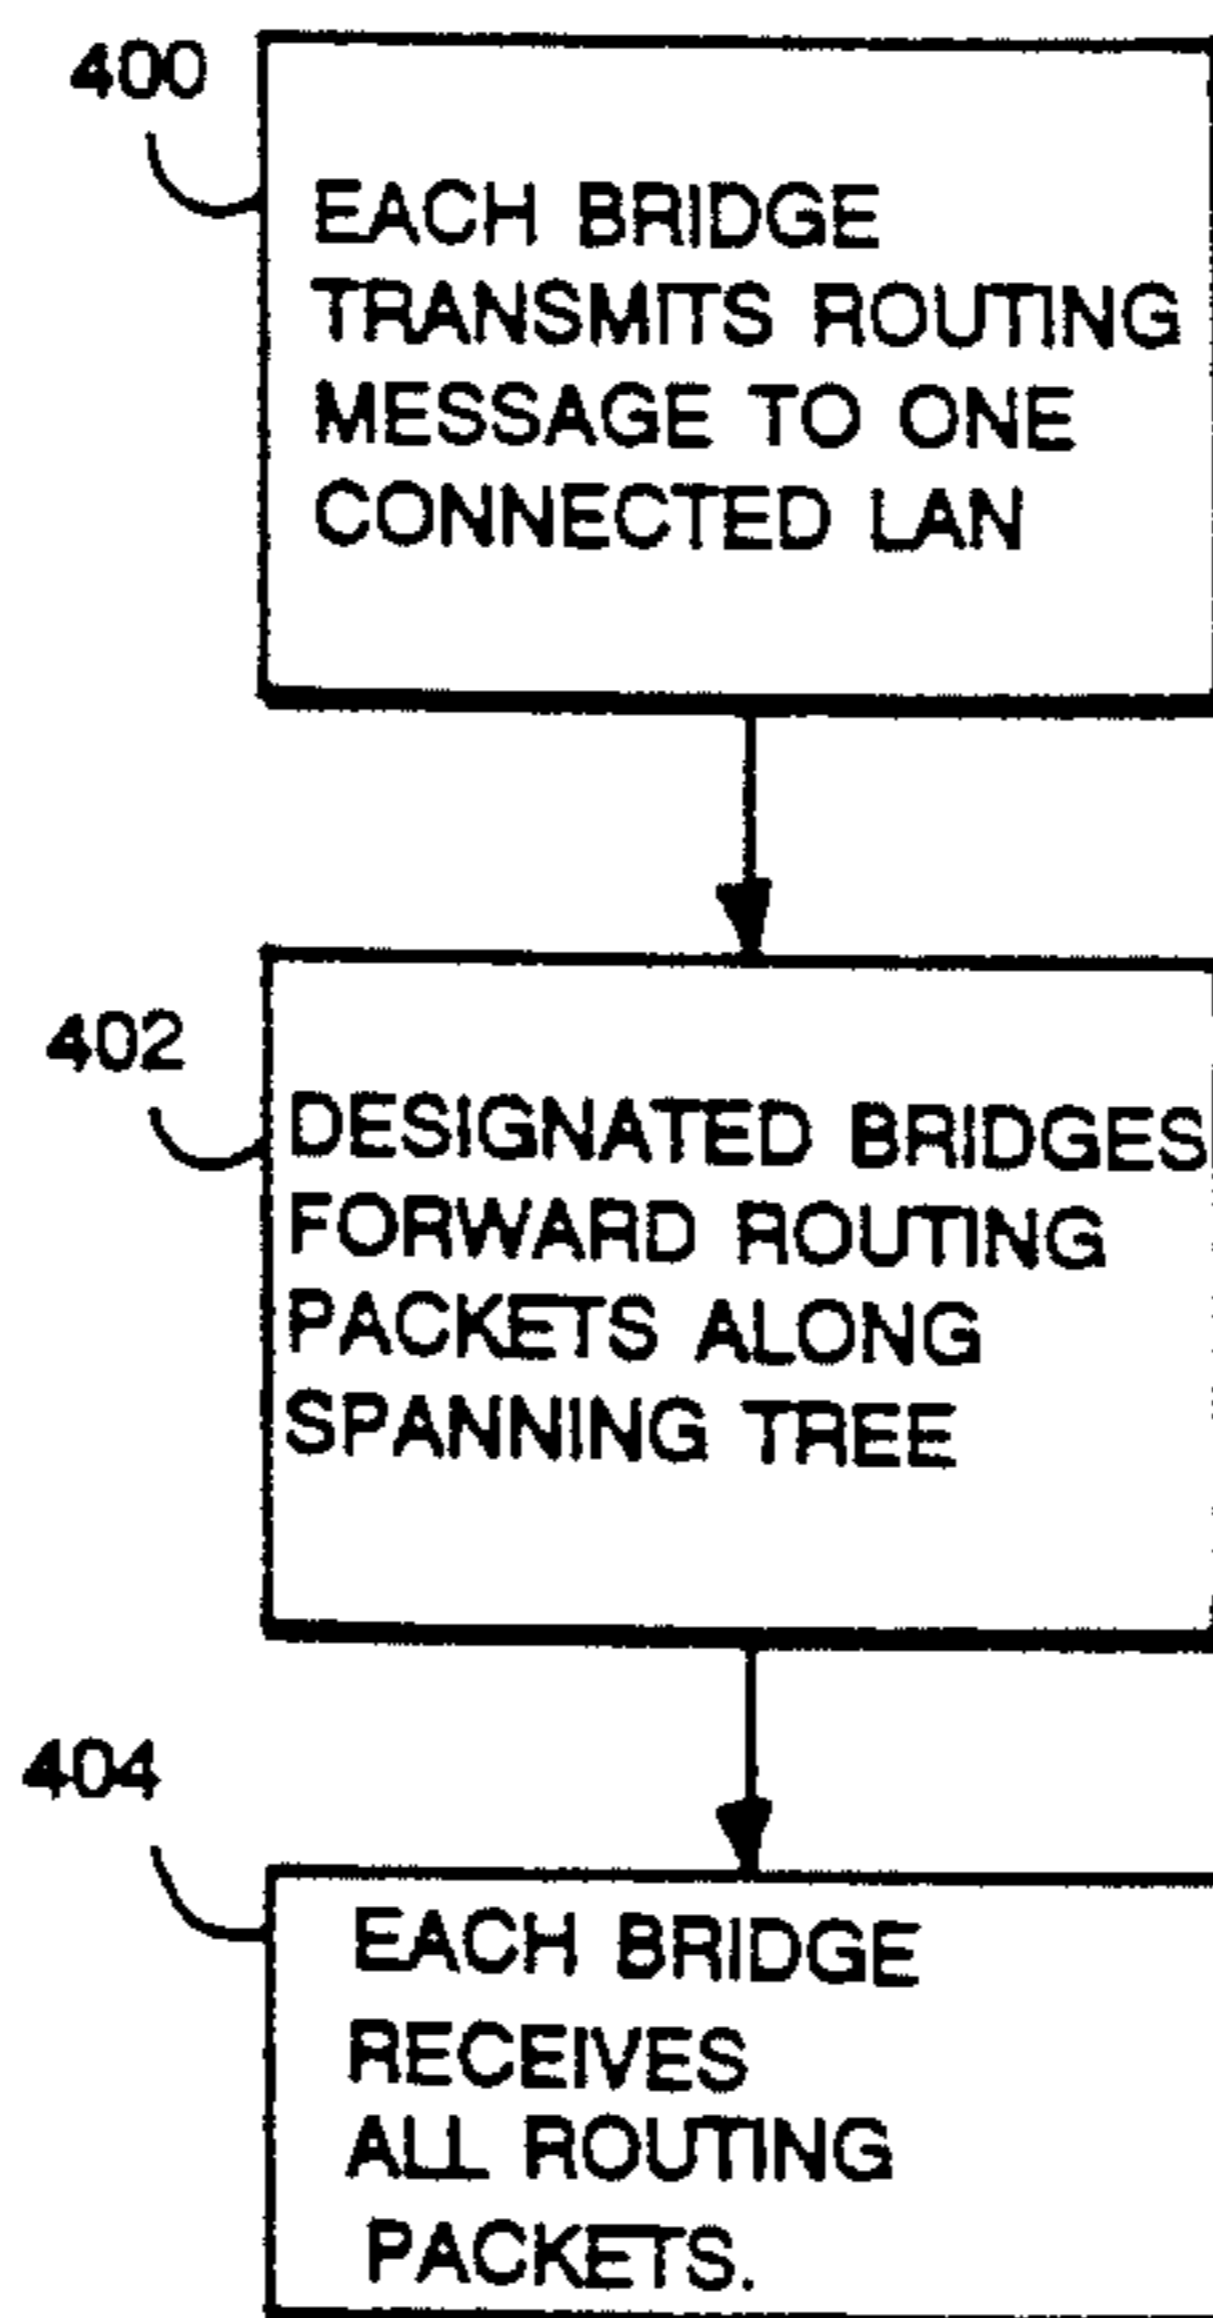 400
EACH BRIDGE
TRANSMITS ROUTING
MESSAGE TO ONE
CONNECTED LAN
402
DESIGNATED BRIDGES
FORWARD ROUTING
PACKETS ALONG
SPANNING TREE
404
EACH BRIDGE
RECEIVES
ALL ROUTING
PACKETS.